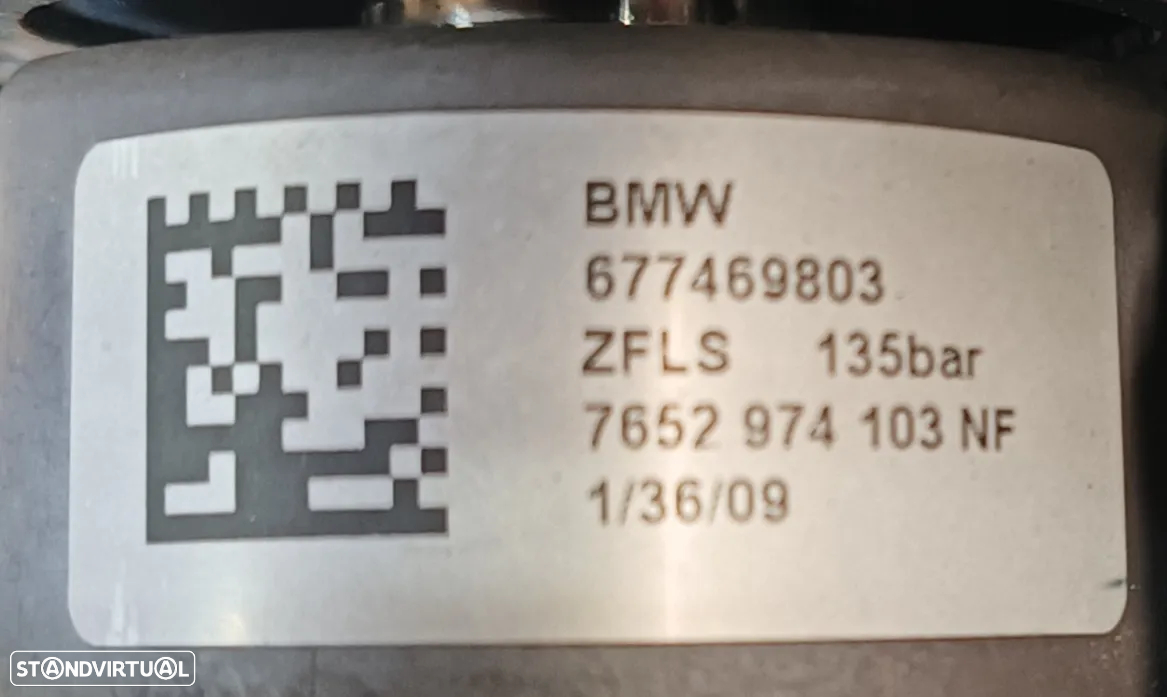 BMW
677469803
ZFLS 135bar
7652 974 103 NF
1/36/09
STANDVIRTUAL